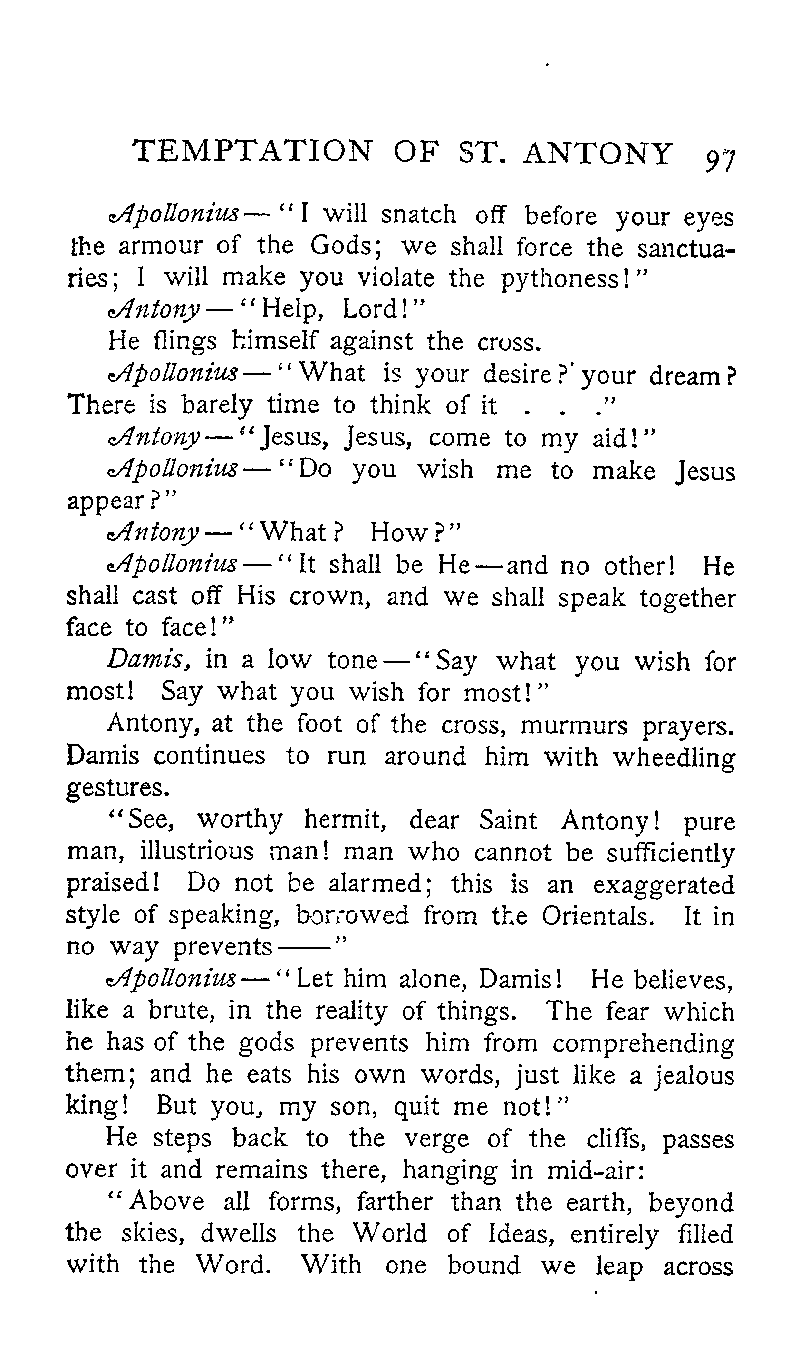 TEMPTATION OF ST. ANTONY 97
Apollonius— "I will snatch off before your eyes
the armour of the Gods; we shall force the sanctua-
ries; I will make you violate the pythoness!"
Antony— "Help, Lord!"
He flings himself against the cross.
Apollonius— "What is your desire? your dream?
There is barely time to think of it . . ."
Antony— "Jesus, Jesus, come to my aid!"
Apollonius— "Do you wish me to make Jesus
appear?"
Antony— "What? How?"
Apollonius— "It shall be He—and no other! He
shall cast off His crown, and we shall speak together
face to face!"
Damis, in a low tone— "Say what you wish for
most! Say what you wish for most!"
Antony, at the foot of the cross, murmurs prayers.
Damis continues to run around him with wheedling
gestures.
"See, worthy hermit, dear Saint Antony! pure
man, illustrious man! man who cannot be sufficiently
praised! Do not be alarmed; this is an exaggerated
style of speaking, borrowed from the Orientals. It in
no way prevents——"
Apollonius— "Let him alone, Damis! He believes,
like a brute, in the reality of things. The fear which
he has of the gods prevents him from comprehending
them; and he eats his own words, just like a jealous
king! But you, my son, quit me not!"
He steps back to the verge of the cliffs, passes
over it and remains there, hanging in mid-air:
"Above all forms, farther than the earth, beyond
the skies, dwells the World of Ideas, entirely filled
with the Word. With one bound we leap across